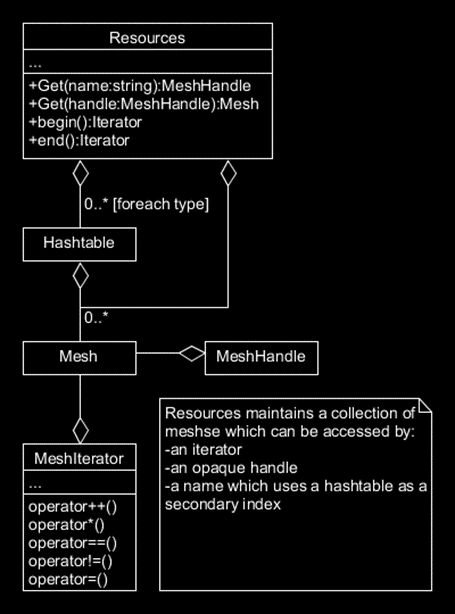 Resources
...
+Get(name:string):MeshHandle
+Get(handle:MeshHandle):Mesh
+begin():Iterator
+end():Iterator
0..* [foreach type]
Hashtable
0..*
Mesh
MeshHandle
MeshIterator
...
operator++()
operator*()
operator==()
operator!=()
operator=()
Resources maintains a collection of
meshse which can be accessed by:
-an iterator
-an opaque handle
-a name which uses a hashtable as a
secondary index